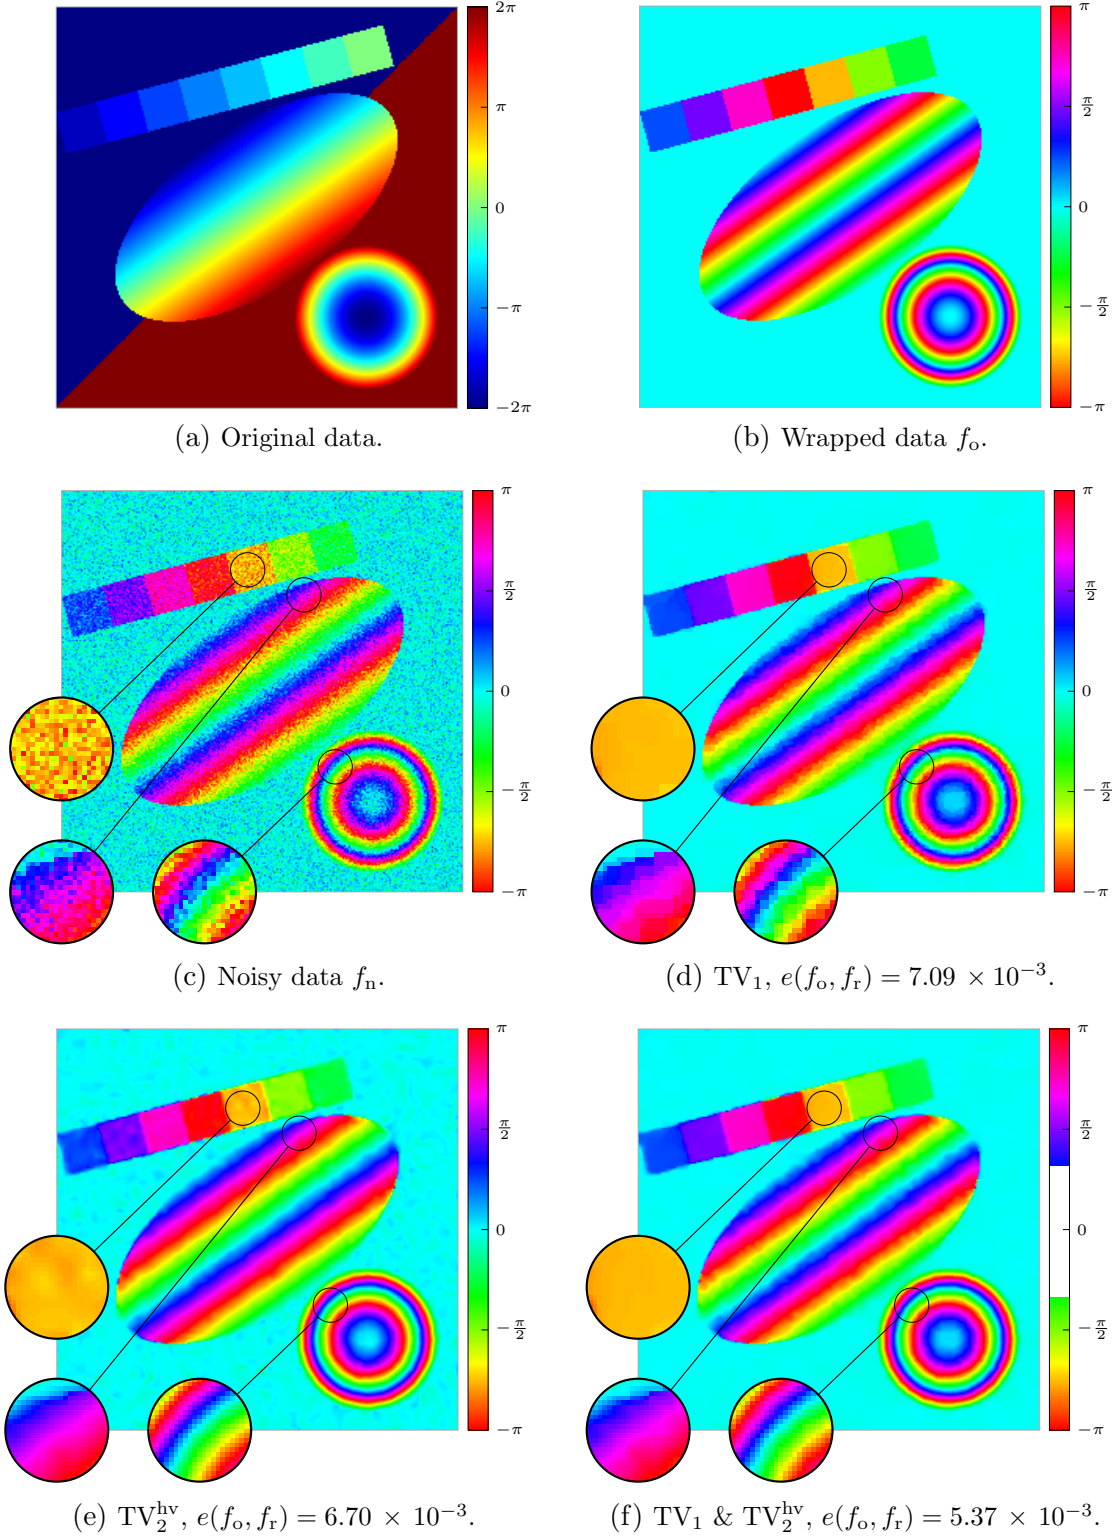 2π
π
0
−π
−2π
π
π/2
0
−π/2
−π
(a) Original data.
(b) Wrapped data f_o.
π
π/2
0
−π/2
−π
π
π/2
0
−π/2
−π
(c) Noisy data f_n.
(d) TV_1, e(f_o, f_r) = 7.09 × 10^{−3}.
π
π/2
0
−π/2
−π
π
π/2
0
−π/2
−π
(e) TV_2^{hv}, e(f_o, f_r) = 6.70 × 10^{−3}.
(f) TV_1 & TV_2^{hv}, e(f_o, f_r) = 5.37 × 10^{−3}.